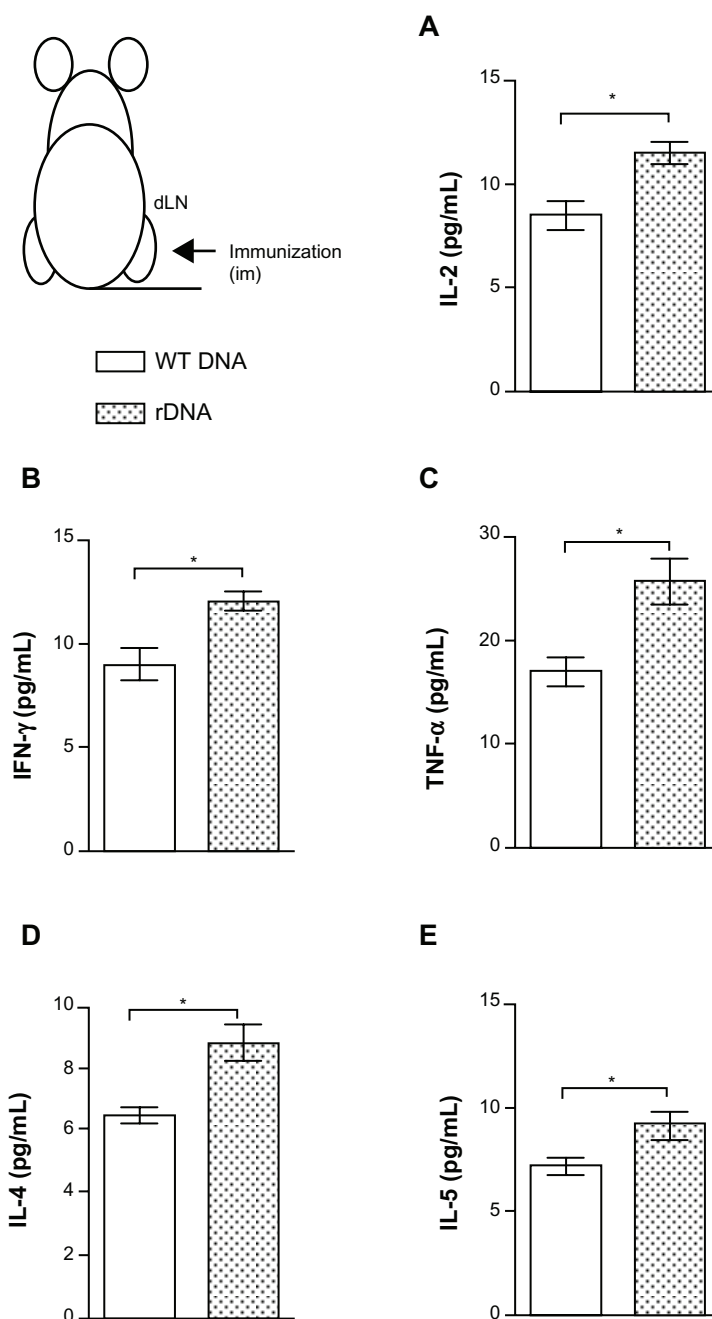 A
dLN
Immunization
(im)
WT DNA
rDNA
15
10
5
0
IL-2 (pg/mL)
*
B
15
10
5
0
IFN-γ (pg/mL)
*
C
30
20
10
0
TNF-α (pg/mL)
*
D
10
8
6
4
2
0
IL-4 (pg/mL)
*
E
15
10
5
0
IL-5 (pg/mL)
*